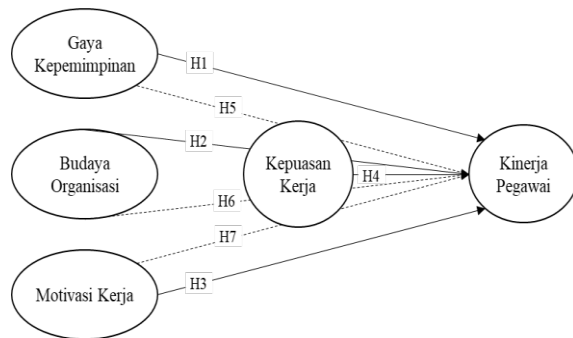 Gaya
Kepemimpinan
H1
H5
H2
Budaya
Organisasi
Kepuasan
Kerja
H4
Kinerja
Pegawai
H6
H7
Motivasi Kerja
H3